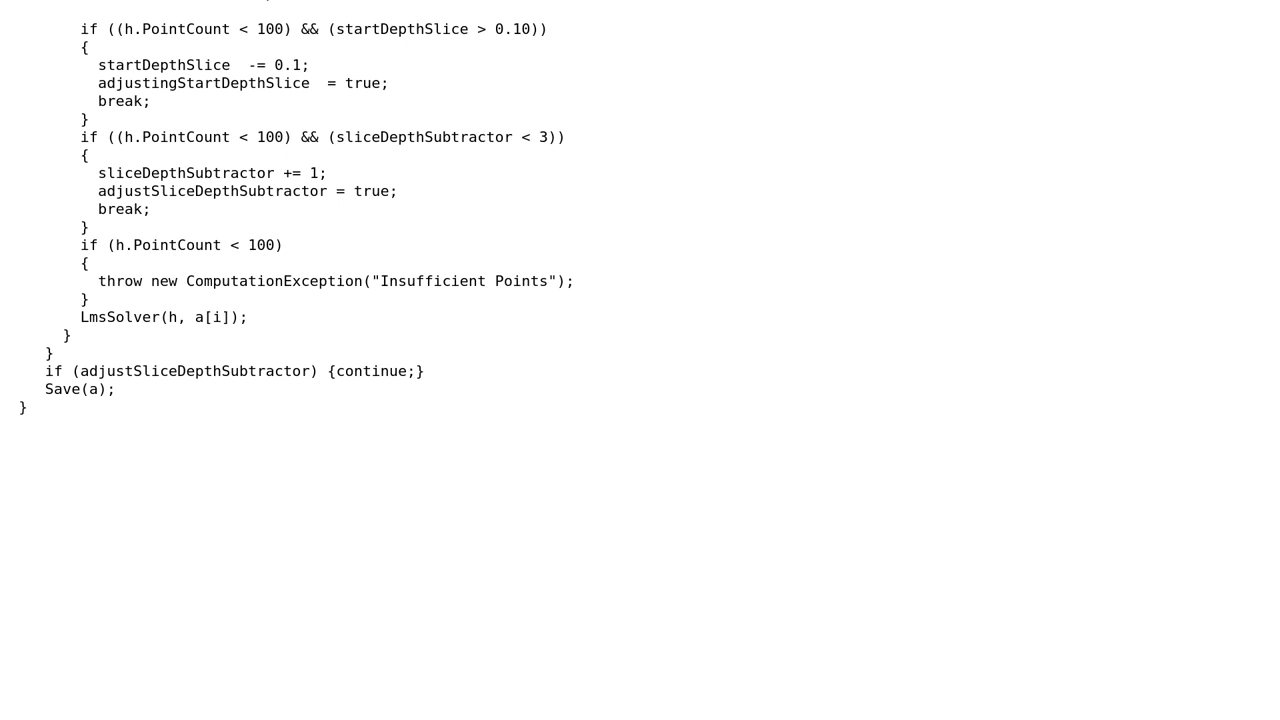 if ((h.PointCount < 100) && (startDepthSlice > 0.10))
{
startDepthSlice  -= 0.1;
adjustingStartDepthSlice  = true;
break;
}
if ((h.PointCount < 100) && (sliceDepthSubtractor < 3))
{
sliceDepthSubtractor += 1;
adjustSliceDepthSubtractor = true;
break;
}
if (h.PointCount < 100)
{
throw new ComputationException("Insufficient Points");
}
LmsSolver(h, a[i]);
}
}
if (adjustSliceDepthSubtractor) {continue;}
Save(a);
}